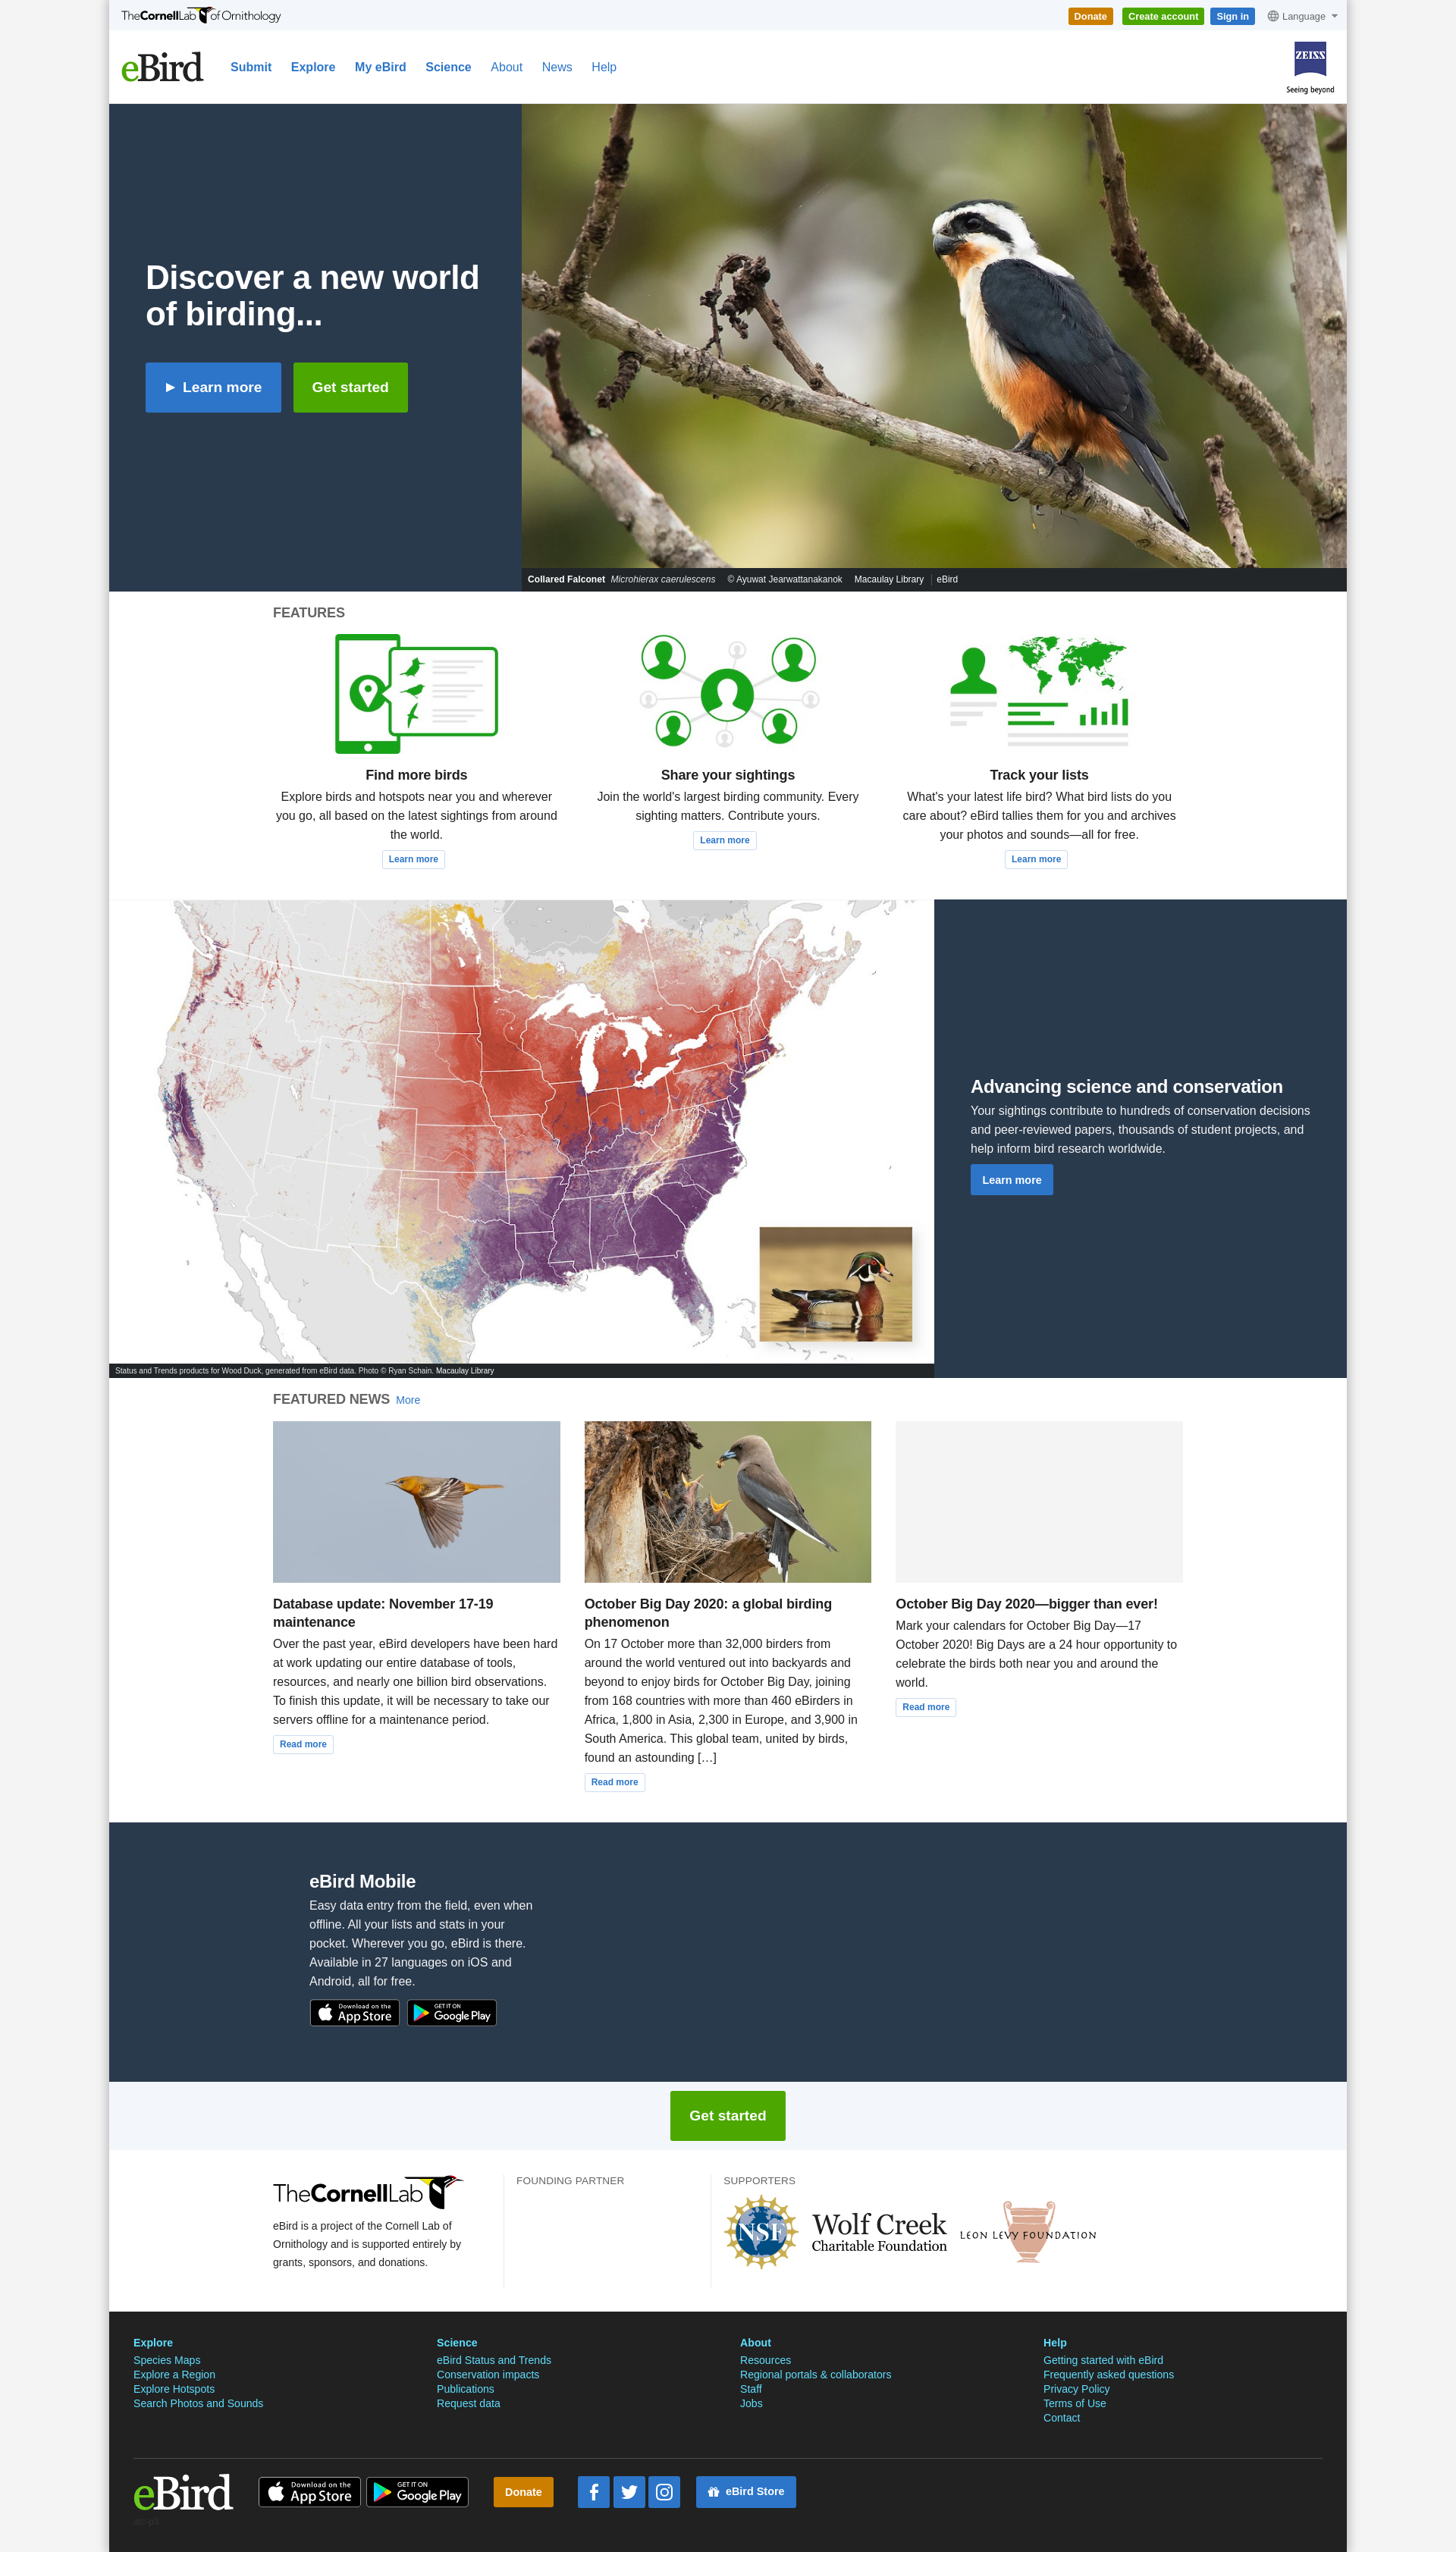 TheCornellLab of Ornithology
Donate
Create account
Sign in
Language
eBird
Submit
Explore
My eBird
Science
About
News
Help
ZEISS
Seeing beyond
Discover a new world
of birding...
Learn more
Get started
Collared Falconet Microhierax caerulescens © Ayuwat Jearwattanakanok Macaulay Library eBird
FEATURES
Find more birds
Explore birds and hotspots near you and wherever
you go, all based on the latest sightings from around
the world.
Learn more
Share your sightings
Join the world's largest birding community. Every
sighting matters. Contribute yours.
Learn more
Track your lists
What's your latest life bird? What bird lists do you
care about? eBird tallies them for you and archives
your photos and sounds—all for free.
Learn more
Advancing science and conservation
Your sightings contribute to hundreds of conservation decisions
and peer-reviewed papers, thousands of student projects, and
help inform bird research worldwide.
Learn more
Status and Trends products for Wood Duck, generated from eBird data. Photo © Ryan Schain. Macaulay Library
FEATURED NEWS More
Database update: November 17-19
maintenance
Over the past year, eBird developers have been hard
at work updating our entire database of tools,
resources, and nearly one billion bird observations.
To finish this update, it will be necessary to take our
servers offline for a maintenance period.
Read more
October Big Day 2020: a global birding
phenomenon
On 17 October more than 32,000 birders from
around the world ventured out into backyards and
beyond to enjoy birds for October Big Day, joining
from 168 countries with more than 460 eBirders in
Africa, 1,800 in Asia, 2,300 in Europe, and 3,900 in
South America. This global team, united by birds,
found an astounding […]
Read more
October Big Day 2020—bigger than ever!
Mark your calendars for October Big Day—17
October 2020! Big Days are a 24 hour opportunity to
celebrate the birds both near you and around the
world.
Read more
eBird Mobile
Easy data entry from the field, even when
offline. All your lists and stats in your
pocket. Wherever you go, eBird is there.
Available in 27 languages on iOS and
Android, all for free.
Download on the
App Store
GET IT ON
Google Play
Get started
TheCornellLab
eBird is a project of the Cornell Lab of
Ornithology and is supported entirely by
grants, sponsors, and donations.
FOUNDING PARTNER
SUPPORTERS
NSF
Wolf Creek
Charitable Foundation
LEON LEVY FOUNDATION
Explore
Species Maps
Explore a Region
Explore Hotspots
Search Photos and Sounds
Science
eBird Status and Trends
Conservation impacts
Publications
Request data
About
Resources
Regional portals & collaborators
Staff
Jobs
Help
Getting started with eBird
Frequently asked questions
Privacy Policy
Terms of Use
Contact
eBird
Download on the
App Store
GET IT ON
Google Play
Donate
eBird Store